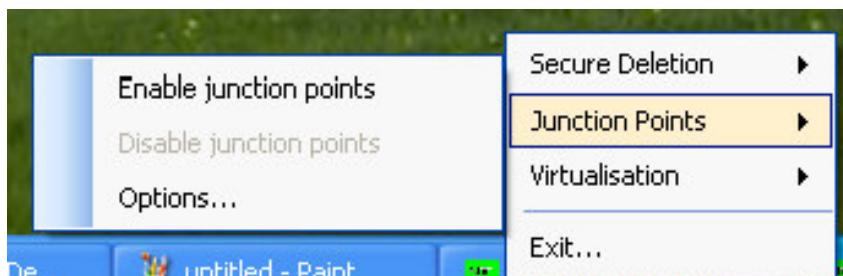 Enable junction points
Disable junction points
Options...
Secure Deletion
Junction Points
Virtualisation
Exit...
untitled - Paint